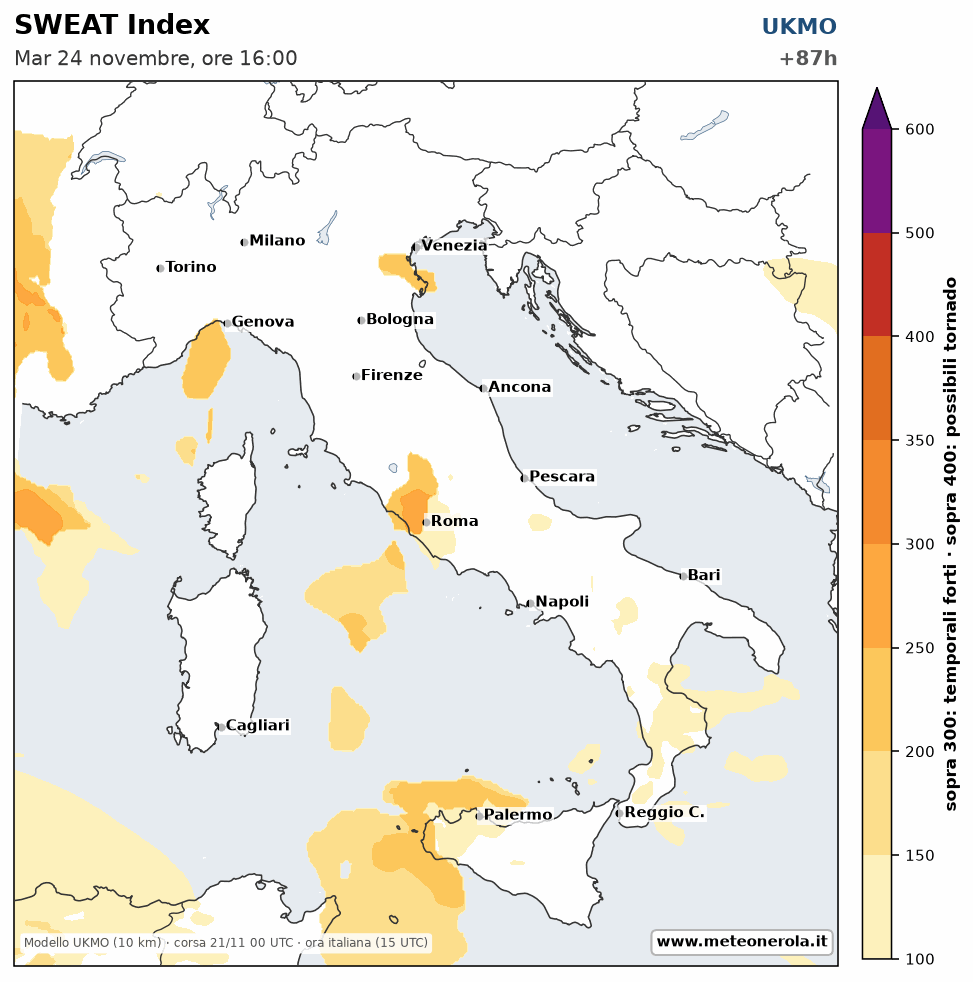 SWEAT Index
UKMO
Mar 24 novembre, ore 16:00
+87h
Milano
Venezia
Torino
Genova
Bologna
Firenze
Ancona
Pescara
Roma
Bari
Napoli
Cagliari
Palermo
Reggio C.
Modello UKMO (10 km) · corsa 21/11 00 UTC · ora italiana (15 UTC)
www.meteonerola.it
600
500
400
350
300
250
200
150
100
sopra 300: temporali forti · sopra 400: possibili tornado